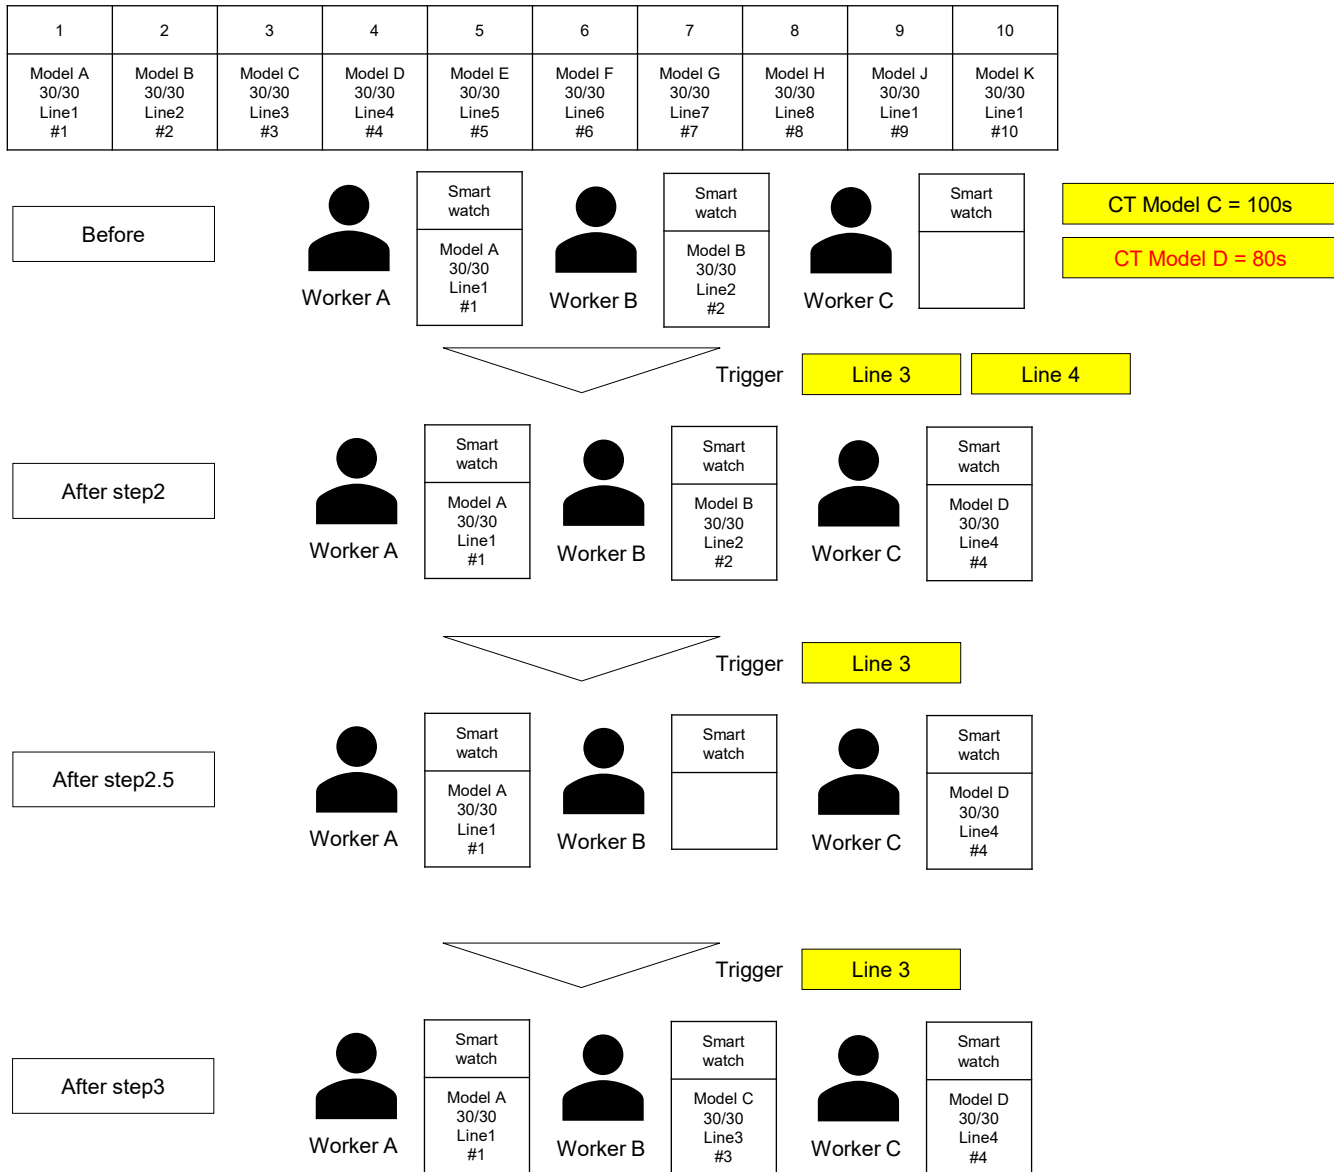 1 2 3 4 5 6 7 8 9 10
Model A Model B Model C Model D Model E Model F Model G Model H Model J Model K
30/30 30/30 30/30 30/30 30/30 30/30 30/30 30/30 30/30 30/30
Line1 Line2 Line3 Line4 Line5 Line6 Line7 Line8 Line1 Line1
#1 #2 #3 #4 #5 #6 #7 #8 #9 #10
Before
Worker A
Smart
watch
Model A
30/30
Line1
#1
Worker B
Smart
watch
Model B
30/30
Line2
#2
Worker C
Smart
watch
CT Model C = 100s
CT Model D = 80s
Trigger
Line 3
Line 4
After step2
Worker A
Smart
watch
Model A
30/30
Line1
#1
Worker B
Smart
watch
Model B
30/30
Line2
#2
Worker C
Smart
watch
Model D
30/30
Line4
#4
Trigger
Line 3
After step2.5
Worker A
Smart
watch
Model A
30/30
Line1
#1
Worker B
Smart
watch
Worker C
Smart
watch
Model D
30/30
Line4
#4
Trigger
Line 3
After step3
Worker A
Smart
watch
Model A
30/30
Line1
#1
Worker B
Smart
watch
Model C
30/30
Line3
#3
Worker C
Smart
watch
Model D
30/30
Line4
#4